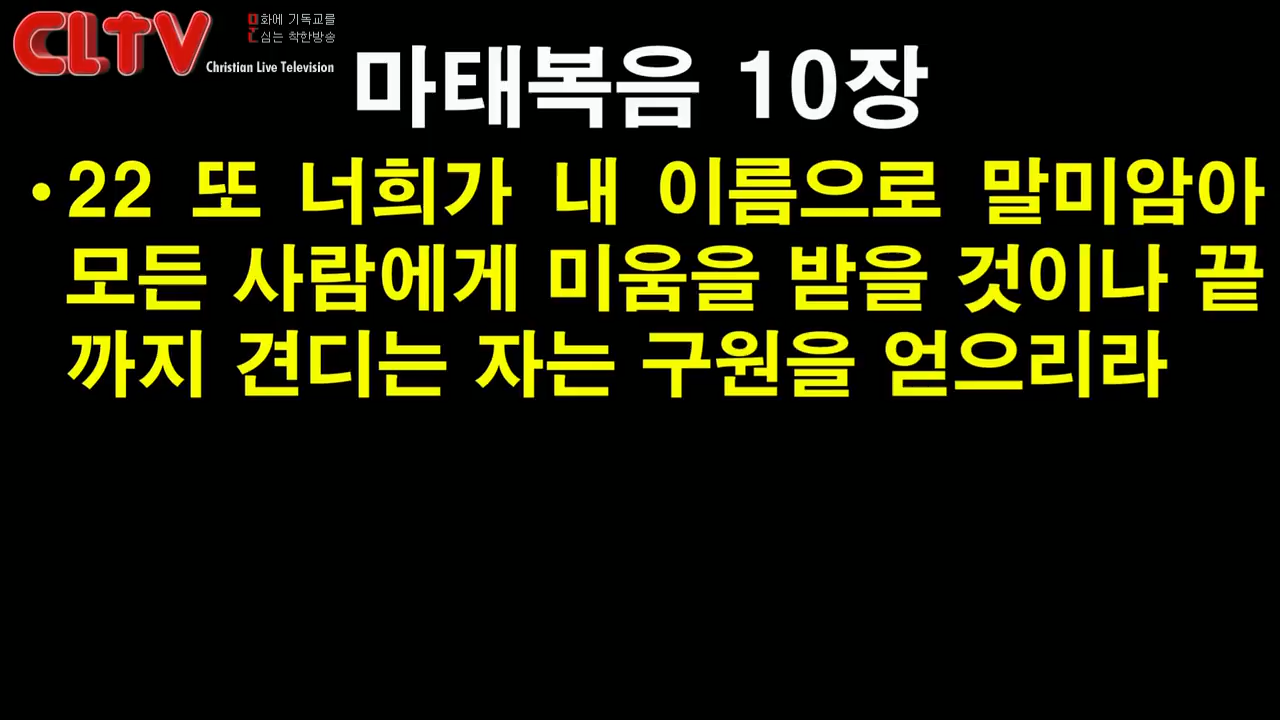 CLTV
문화에 기독교를
심는 착한방송
Christian Live Television
마태복음 10장
• 22 또 너희가 내 이름으로 말미암아
모든 사람에게 미움을 받을 것이나 끝
까지 견디는 자는 구원을 얻으리라